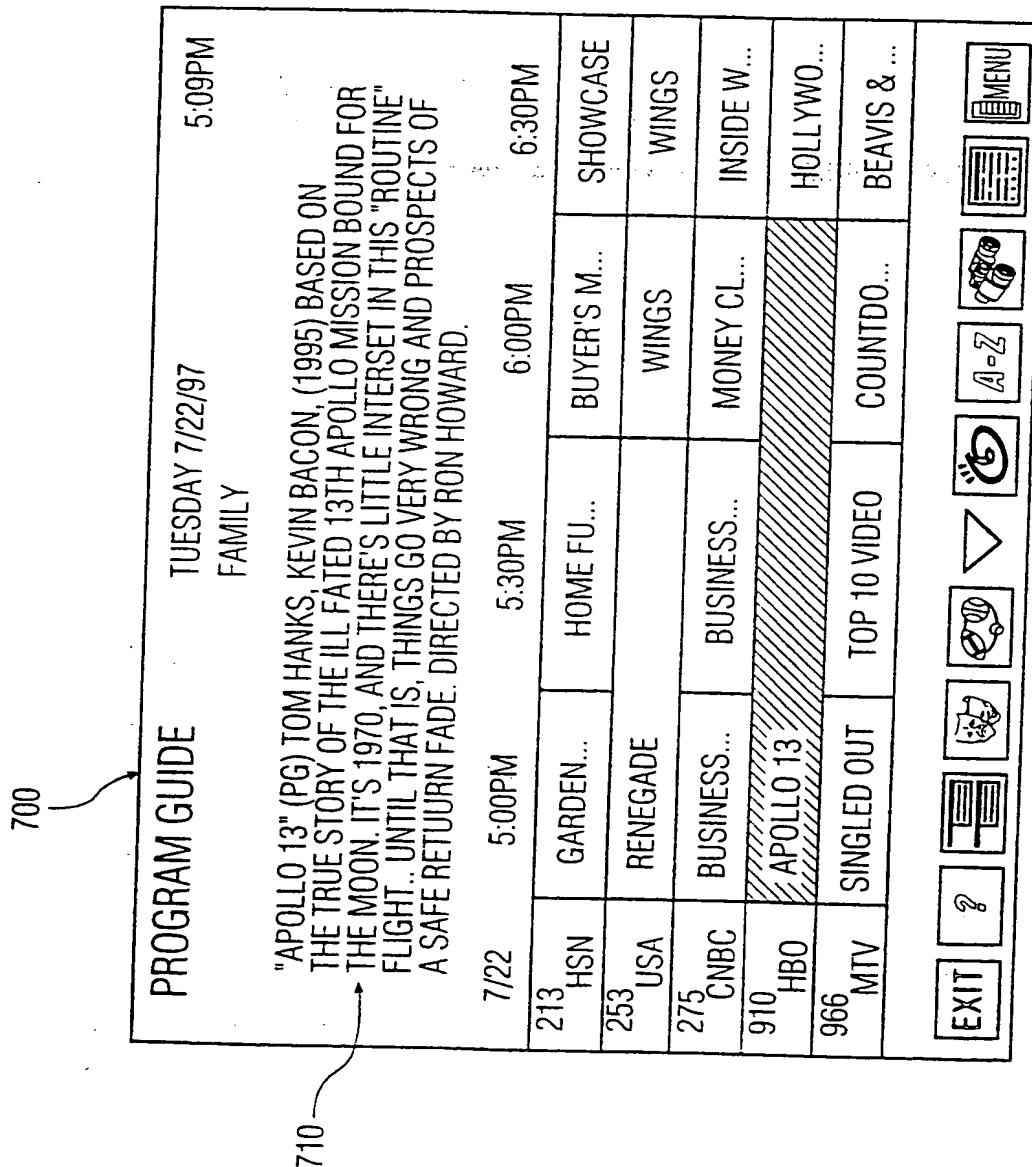 700
PROGRAM GUIDE
TUESDAY 7/22/97
5:09PM
FAMILY
710
"APOLLO 13" (PG) TOM HANKS, KEVIN BACON, (1995) BASED ON
THE TRUE STORY OF THE ILL FATED 13TH APOLLO MISSION BOUND FOR
THE MOON. IT'S 1970, AND THERE'S LITTLE INTERSET IN THIS "ROUTINE"
FLIGHT.. UNTIL THAT IS, THINGS GO VERY WRONG AND PROSPECTS OF
A SAFE RETUURN FADE. DIRECTED BY RON HOWARD.
7/22 5:00PM 5:30PM 6:00PM 6:30PM
213 HSN GARDEN... HOME FU... BUYER'S M... SHOWCASE
253 USA RENEGADE WINGS WINGS
275 CNBC BUSINESS... BUSINESS... MONEY CL... INSIDE W...
910 HBO APOLLO 13 HOLLYWO...
966 MTV SINGLED OUT TOP 10 VIDEO COUNTDO... BEAVIS & ...
EXIT ? A-Z MENU